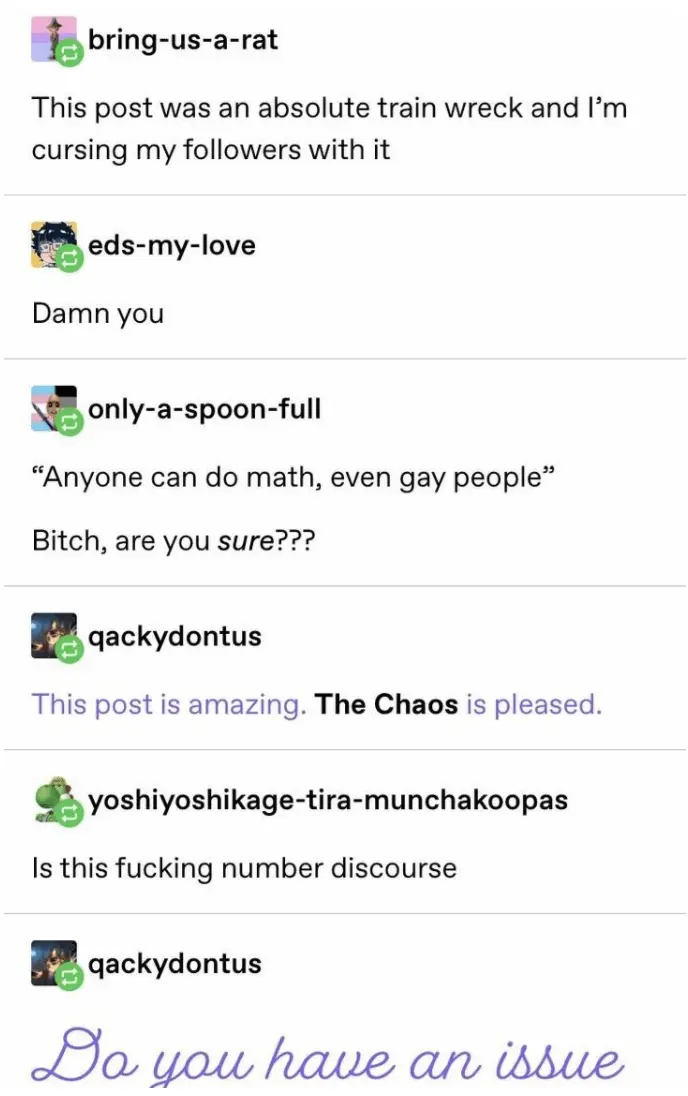 bring-us-a-rat
This post was an absolute train wreck and I’m
cursing my followers with it
eds-my-love
Damn you
only-a-spoon-full
“Anyone can do math, even gay people”
Bitch, are you sure???
qackydontus
This post is amazing. The Chaos is pleased.
yoshiyoshikage-tira-munchakoopas
Is this fucking number discourse
qackydontus
Do you have an issue